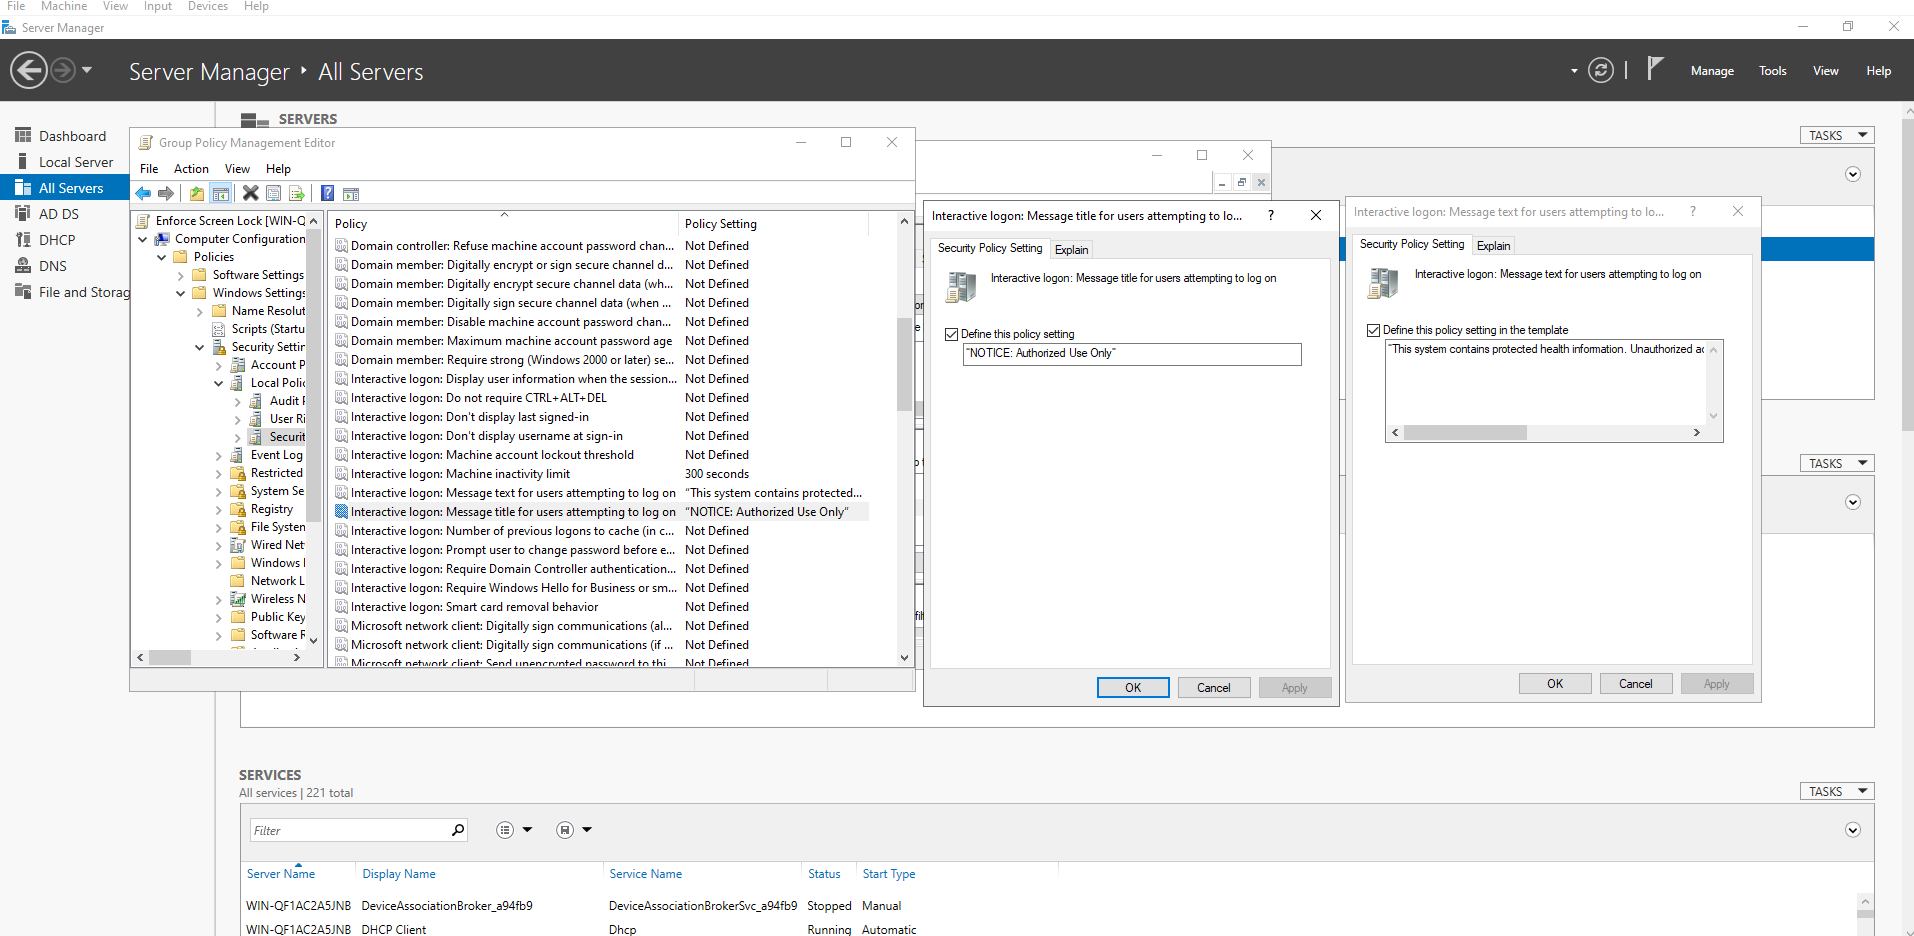 File Machine View Input Devices Help
Server Manager
Server Manager All Servers
Manage Tools View Help
Dashboard
Local Server
All Servers
AD DS
DHCP
DNS
File and Storag
SERVERS
TASKS
Group Policy Management Editor
File Action View Help
Enforce Screen Lock [WIN-Q
Computer Configuration
Policies
Software Settings
Windows Settings
Name Resolut
Scripts (Startu
Security Settin
Account P
Local Polic
Audit P
User Ri
Securit
Event Log
Restricted
System Se
Registry
File System
Wired Net
Windows
Network L
Wireless N
Public Key
Software R
Policy Policy Setting
Domain controller: Refuse machine account password chan... Not Defined
Domain member: Digitally encrypt or sign secure channel d... Not Defined
Domain member: Digitally encrypt secure channel data (wh... Not Defined
Domain member: Digitally sign secure channel data (when ... Not Defined
Domain member: Disable machine account password chan... Not Defined
Domain member: Maximum machine account password age Not Defined
Domain member: Require strong (Windows 2000 or later) se... Not Defined
Interactive logon: Display user information when the session... Not Defined
Interactive logon: Do not require CTRL+ALT+DEL Not Defined
Interactive logon: Don't display last signed-in Not Defined
Interactive logon: Don't display username at sign-in Not Defined
Interactive logon: Machine account lockout threshold Not Defined
Interactive logon: Machine inactivity limit 300 seconds
Interactive logon: Message text for users attempting to log on "This system contains protected...
Interactive logon: Message title for users attempting to log on "NOTICE: Authorized Use Only"
Interactive logon: Number of previous logons to cache (in c... Not Defined
Interactive logon: Prompt user to change password before e... Not Defined
Interactive logon: Require Domain Controller authentication... Not Defined
Interactive logon: Require Windows Hello for Business or sm... Not Defined
Interactive logon: Smart card removal behavior Not Defined
Microsoft network client: Digitally sign communications (al... Not Defined
Microsoft network client: Digitally sign communications (if ... Not Defined
Microsoft network client: Send unencrypted password to thi... Not Defined
Interactive logon: Message title for users attempting to lo... ?
Security Policy Setting Explain
Interactive logon: Message title for users attempting to log on
Define this policy setting
"NOTICE: Authorized Use Only"
OK Cancel Apply
Interactive logon: Message text for users attempting to lo... ?
Security Policy Setting Explain
Interactive logon: Message text for users attempting to log on
Define this policy setting in the template
"This system contains protected health information. Unauthorized ac
OK Cancel Apply
TASKS
SERVICES
All services | 221 total
TASKS
Filter
Server Name Display Name Service Name Status Start Type
WIN-QF1AC2A5JNB DeviceAssociationBroker_a94fb9 DeviceAssociationBrokerSvc_a94fb9 Stopped Manual
WIN-QF1AC2A5JNB DHCP Client Dhcp Running Automatic